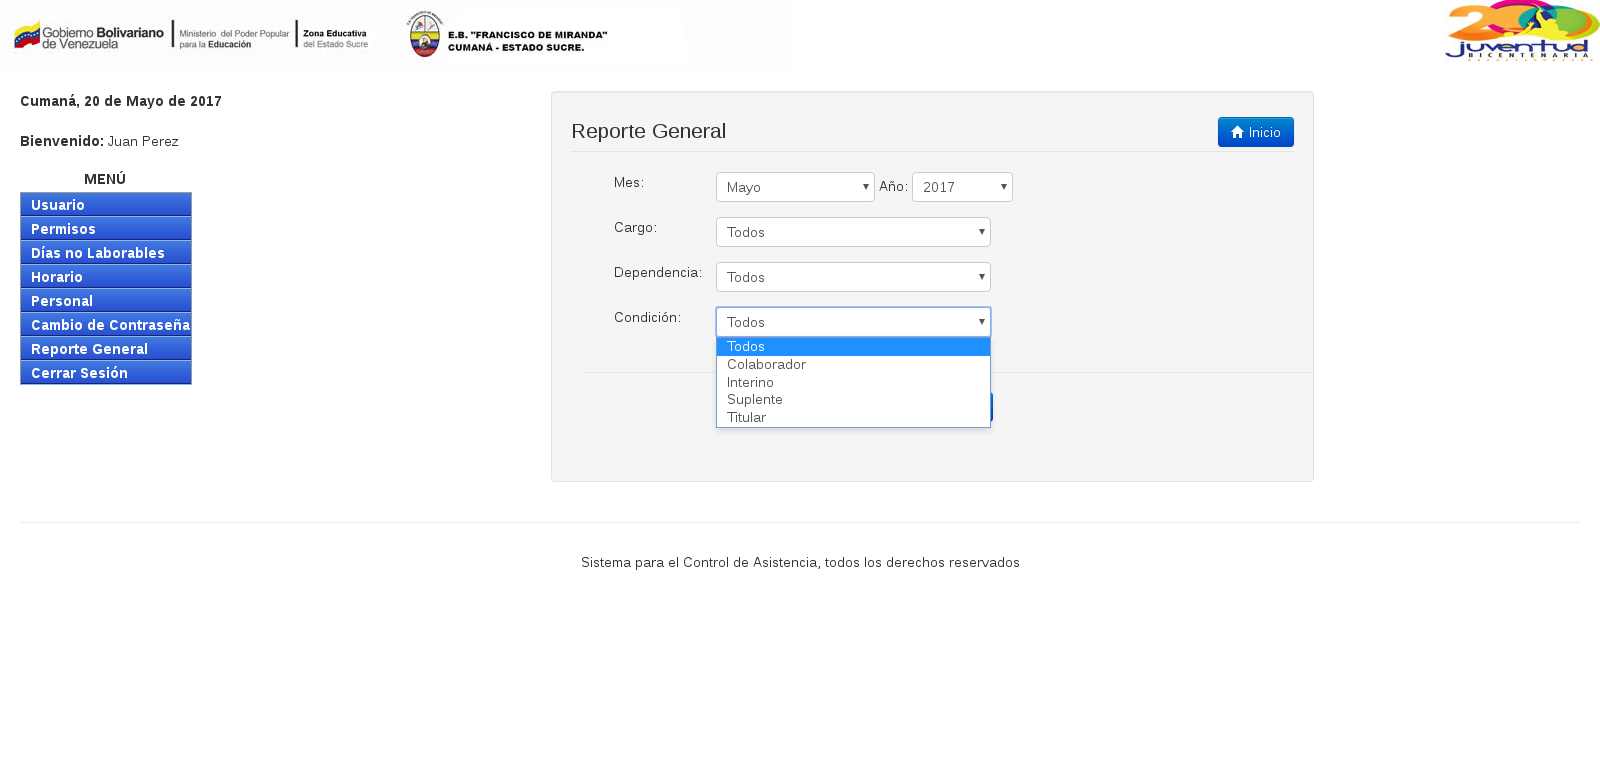 Gobierno Bolivariano
de Venezuela
Ministerio del Poder Popular
para la Educación
Zona Educativa
del Estado Sucre
E.B. "FRANCISCO DE MIRANDA"
CUMANÁ - ESTADO SUCRE.
200
juventud
BICENTENARIA
Cumaná, 20 de Mayo de 2017
Bienvenido: Juan Perez
MENÚ
Usuario
Permisos
Días no Laborables
Horario
Personal
Cambio de Contraseña
Reporte General
Cerrar Sesión
Reporte General
Inicio
Mes: Mayo Año: 2017
Cargo: Todos
Dependencia: Todos
Condición: Todos
Todos
Colaborador
Interino
Suplente
Titular
Sistema para el Control de Asistencia, todos los derechos reservados